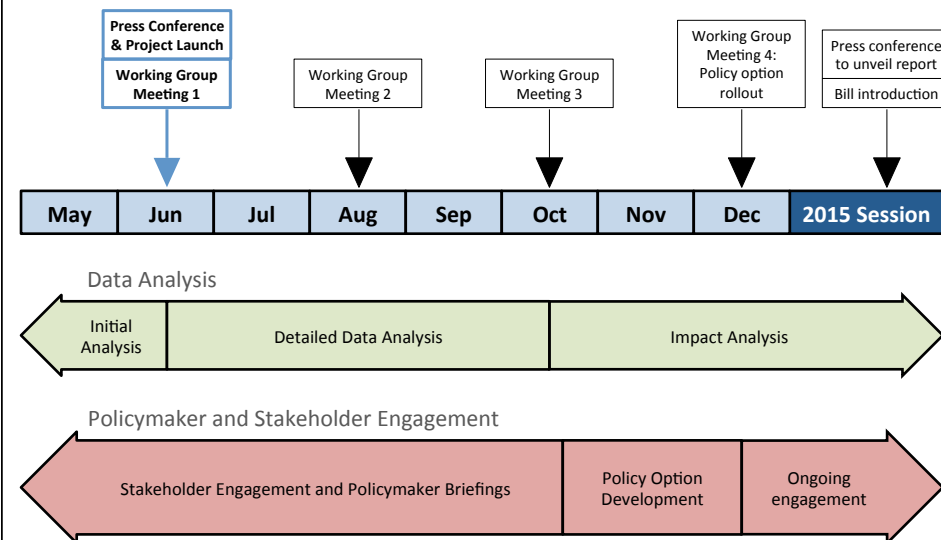 Press Conference
& Project Launch
Working Group
Meeting 1
Working Group
Meeting 2
Working Group
Meeting 3
Working Group
Meeting 4:
Policy option
rollout
Press conference
to unveil report
Bill introduction
May Jun Jul Aug Sep Oct Nov Dec 2015 Session
Data Analysis
Initial
Analysis
Detailed Data Analysis
Impact Analysis
Policymaker and Stakeholder Engagement
Stakeholder Engagement and Policymaker Briefings
Policy Option
Development
Ongoing
engagement